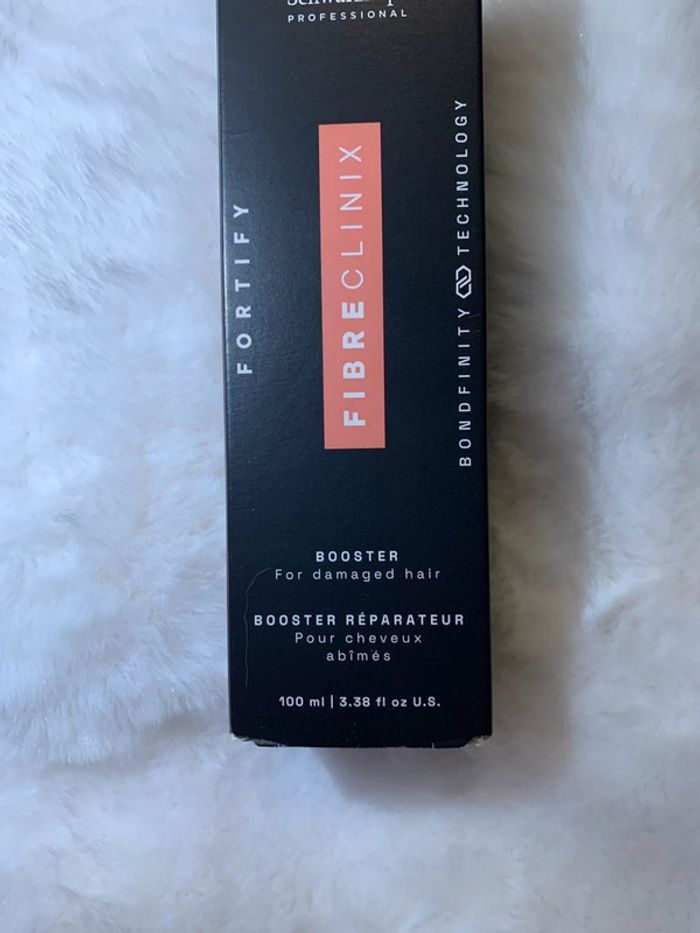 PROFESSIONAL
FORTIFY
FIBRECLINIX
BONDFINITY TECHNOLOGY
BOOSTER
For damaged hair
BOOSTER RÉPARATEUR
Pour cheveux
abîmés
100 ml | 3.38 fl oz U.S.